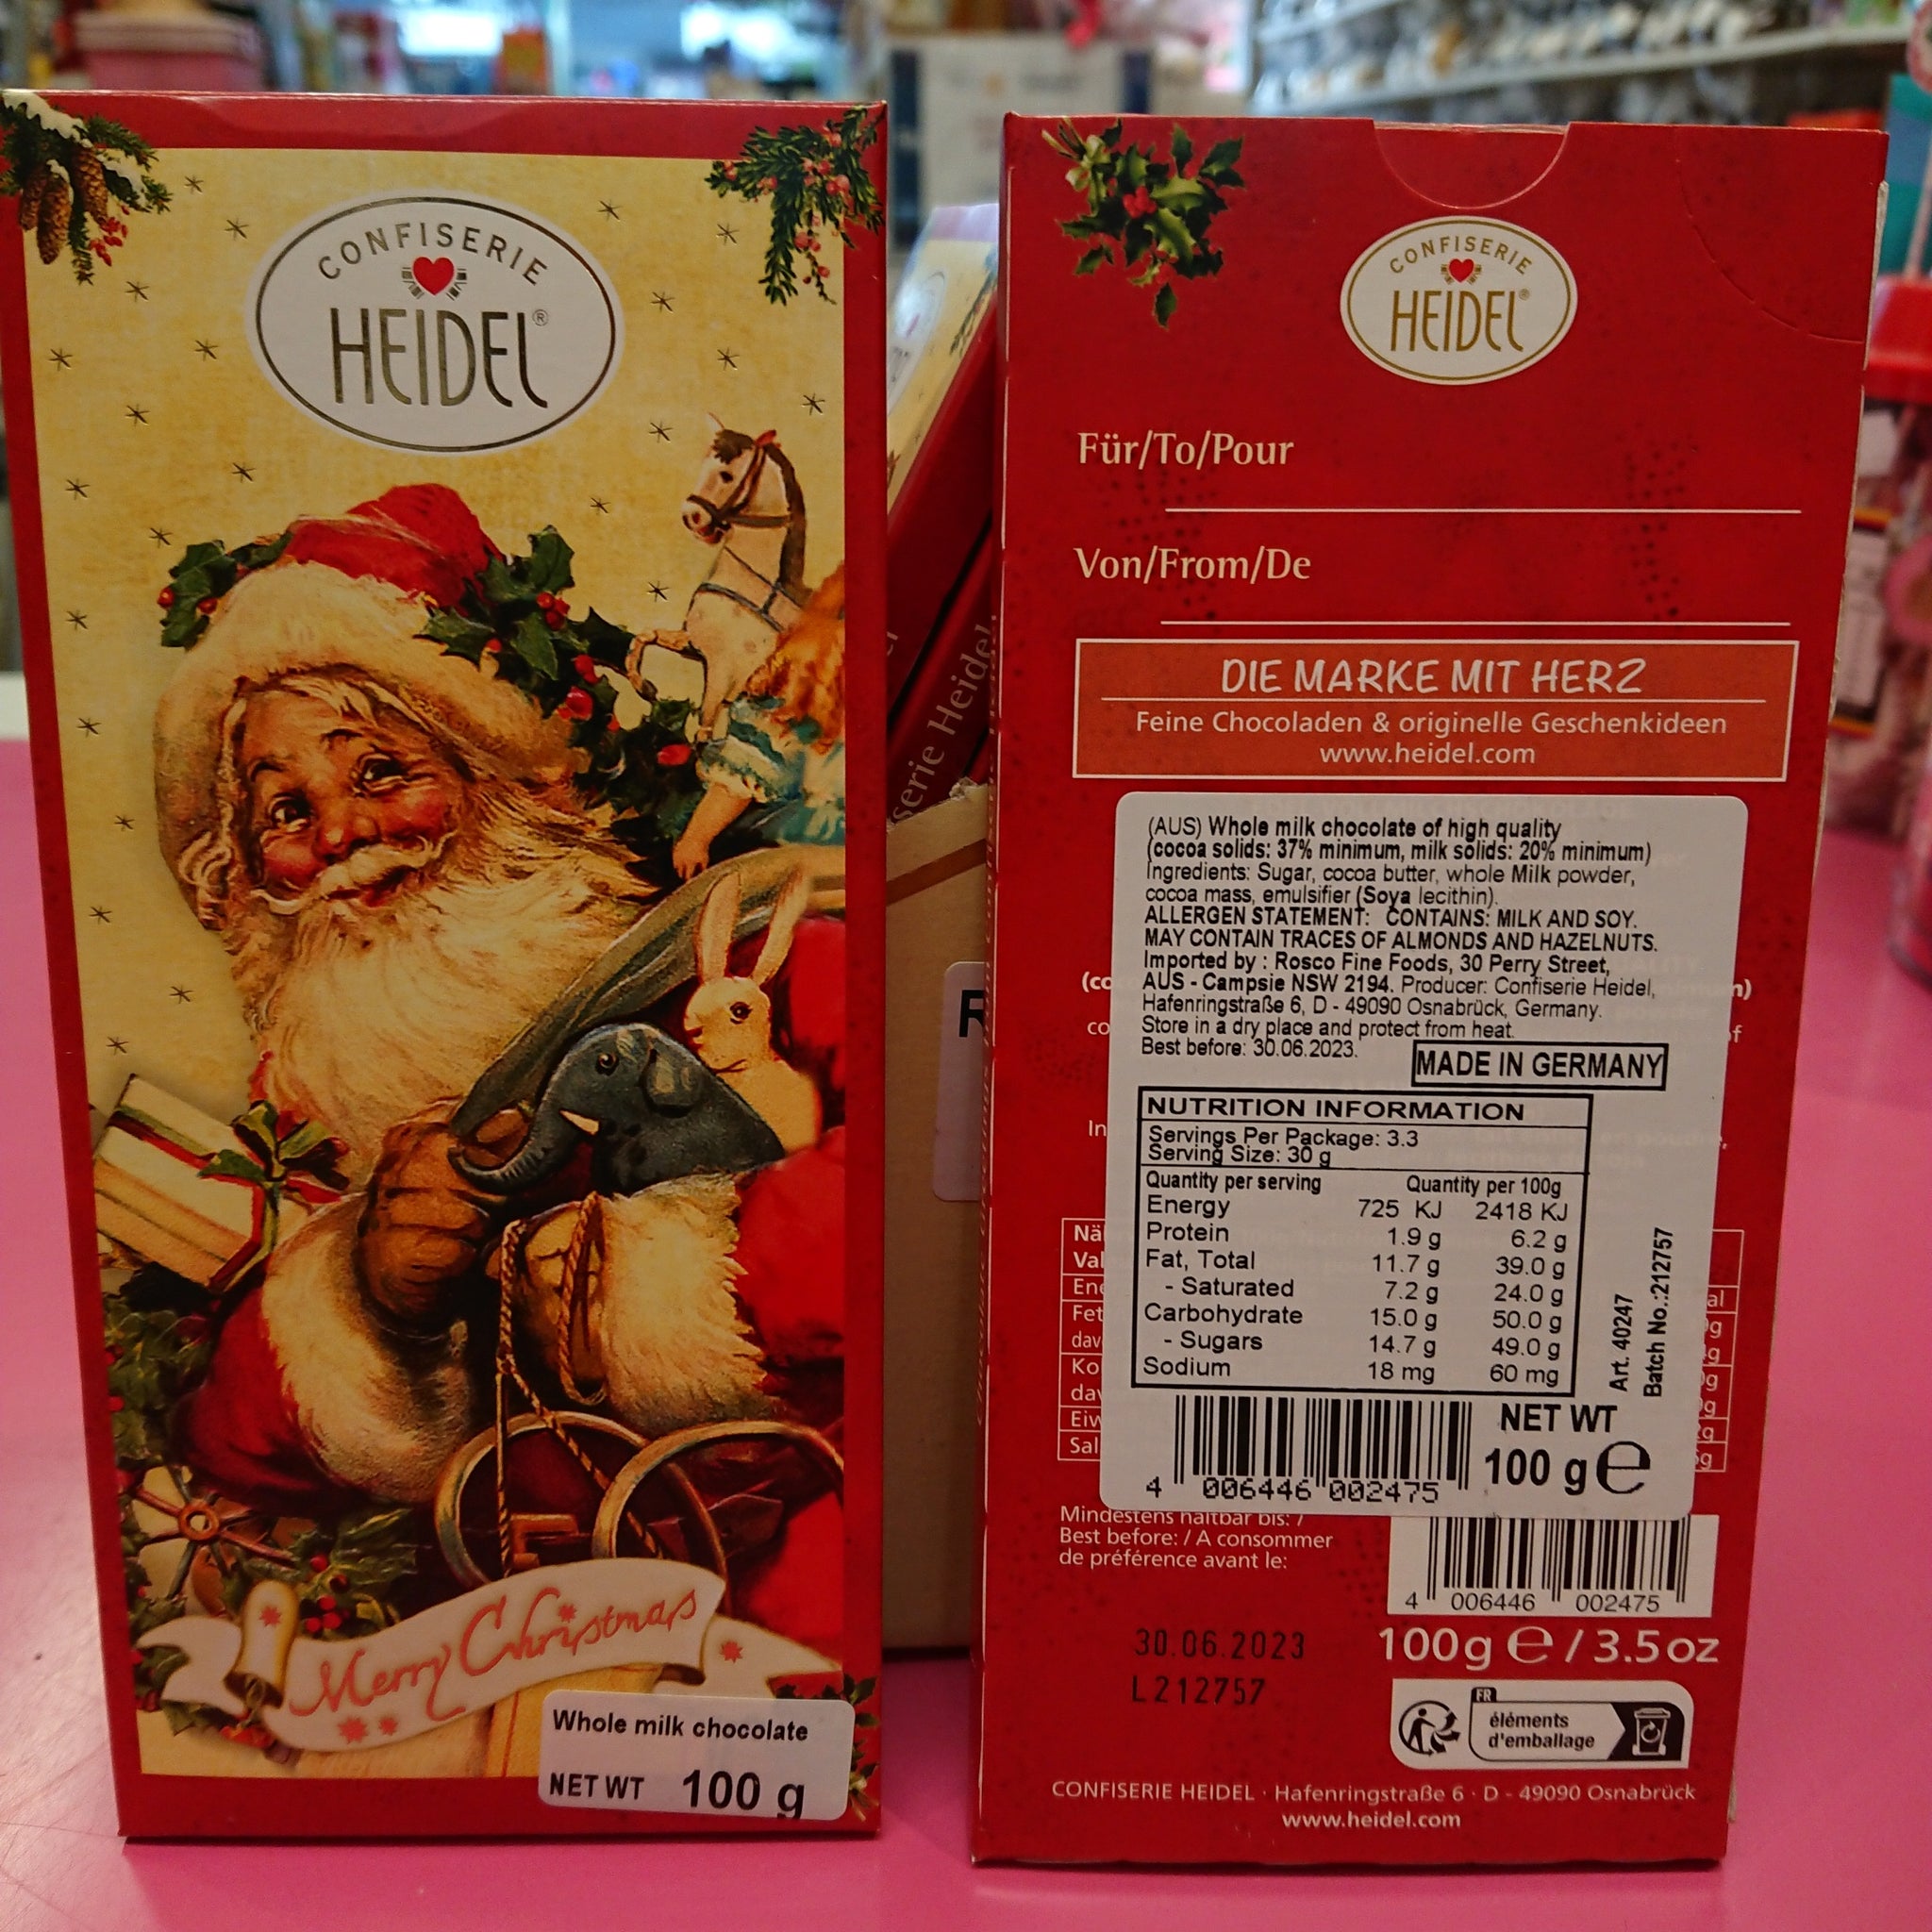 CONFISERIE
HEIDEL®
Merry Christmas
Whole milk chocolate
NET WT 100 g
serie Heidel
R
CONFISERIE
HEIDEL®
Für/To/Pour
Von/From/De
DIE MARKE MIT HERZ
Feine Chocoladen & originelle Geschenkideen
www.heidel.com
(AUS) Whole milk chocolate of high quality
(cocoa solids: 37% minimum, milk solids: 20% minimum)
Ingredients: Sugar, cocoa butter, whole Milk powder,
cocoa mass, emulsifier (Soya lecithin).
ALLERGEN STATEMENT: CONTAINS: MILK AND SOY.
MAY CONTAIN TRACES OF ALMONDS AND HAZELNUTS.
Imported by : Rosco Fine Foods, 30 Perry Street,
AUS - Campsie NSW 2194. Producer: Confiserie Heidel,
Hafenringstraße 6, D - 49090 Osnabrück, Germany.
Store in a dry place and protect from heat.
Best before: 30.06.2023.
MADE IN GERMANY
NUTRITION INFORMATION
Servings Per Package: 3.3
Serving Size: 30 g
Quantity per serving Quantity per 100g
Energy 725 KJ 2418 KJ
Protein 1.9 g 6.2 g
Fat, Total 11.7 g 39.0 g
- Saturated 7.2 g 24.0 g
Carbohydrate 15.0 g 50.0 g
- Sugars 14.7 g 49.0 g
Sodium 18 mg 60 mg
Art. 40247
Batch No.:212757
NET WT
100 g e
4 006446 002475
Mindestens haltbar bis: /
Best before: / A consommer
de préférence avant le:
4 006446 002475
30.06.2023
L212757
100g e / 3.5oz
FR
éléments
d'emballage
CONFISERIE HEIDEL · Hafenringstraße 6 · D - 49090 Osnabrück
www.heidel.com